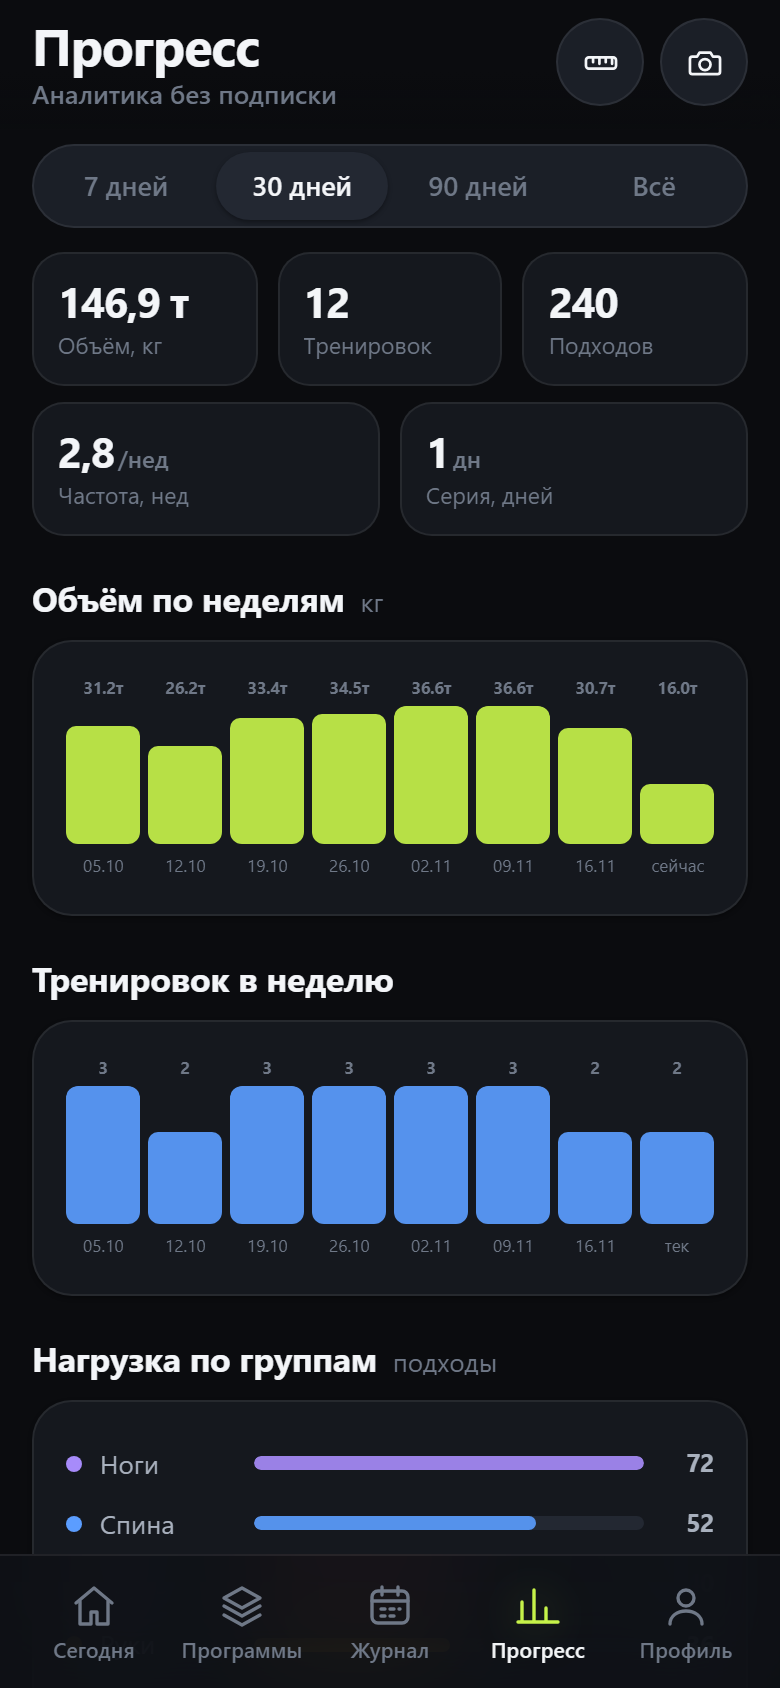 Прогресс
Аналитика без подписки
7 дней 30 дней 90 дней Всё
146,9 т 12 240
Объём, кг Тренировок Подходов
2,8 /нед 1 дн
Частота, нед Серия, дней
Объём по неделям кг
31.2т 26.2т 33.4т 34.5т 36.6т 36.6т 30.7т 16.0т
05.10 12.10 19.10 26.10 02.11 09.11 16.11 сейчас
Тренировок в неделю
3 2 3 3 3 3 2 2
05.10 12.10 19.10 26.10 02.11 09.11 16.11 тек
Нагрузка по группам подходы
Ноги 72
Спина 52
Сегодня Программы Журнал Прогресс Профиль